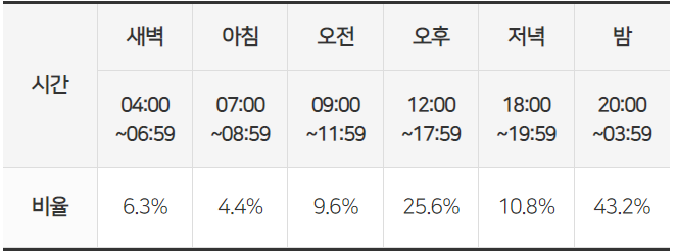 시간 새벽 아침 오전 오후 저녁 밤
04:00 07:00 09:00 12:00 18:00 20:00
~06:59 ~08:59 ~11:59 ~17:59 ~19:59 ~03:59
비율 6.3% 4.4% 9.6% 25.6% 10.8% 43.2%